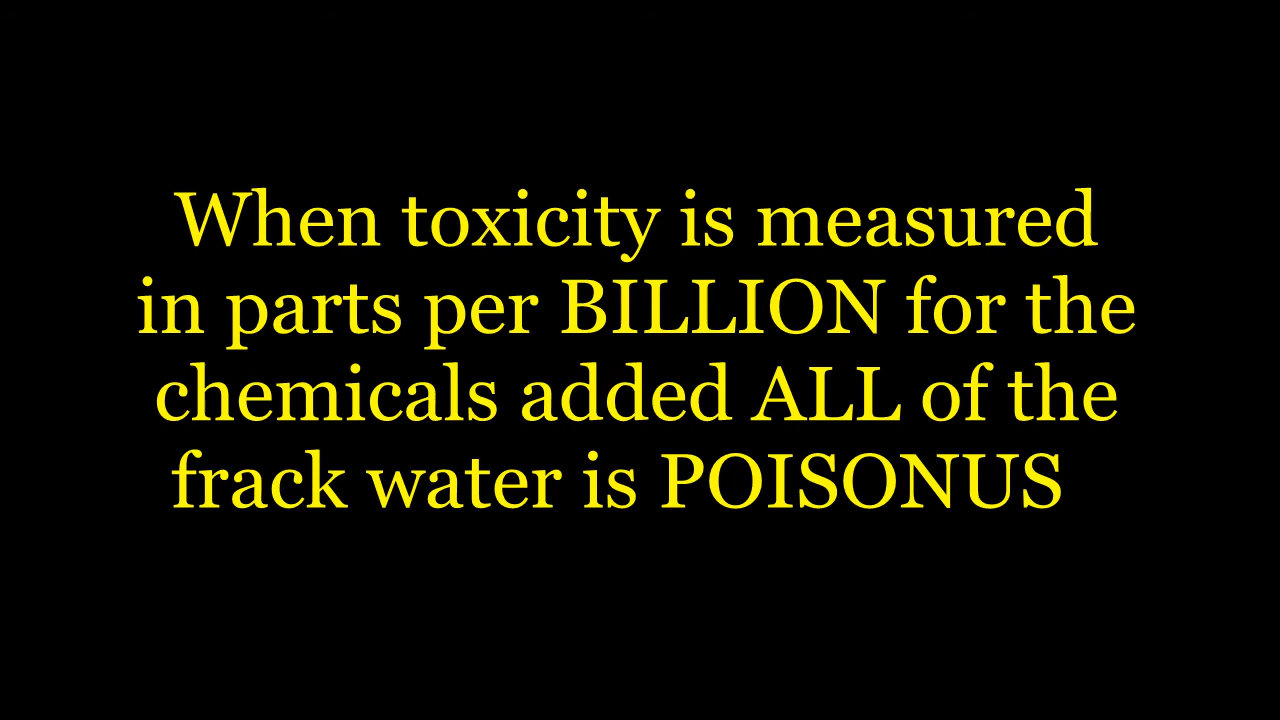 When toxicity is measured
in parts per BILLION for the
chemicals added ALL of the
frack water is POISONUS